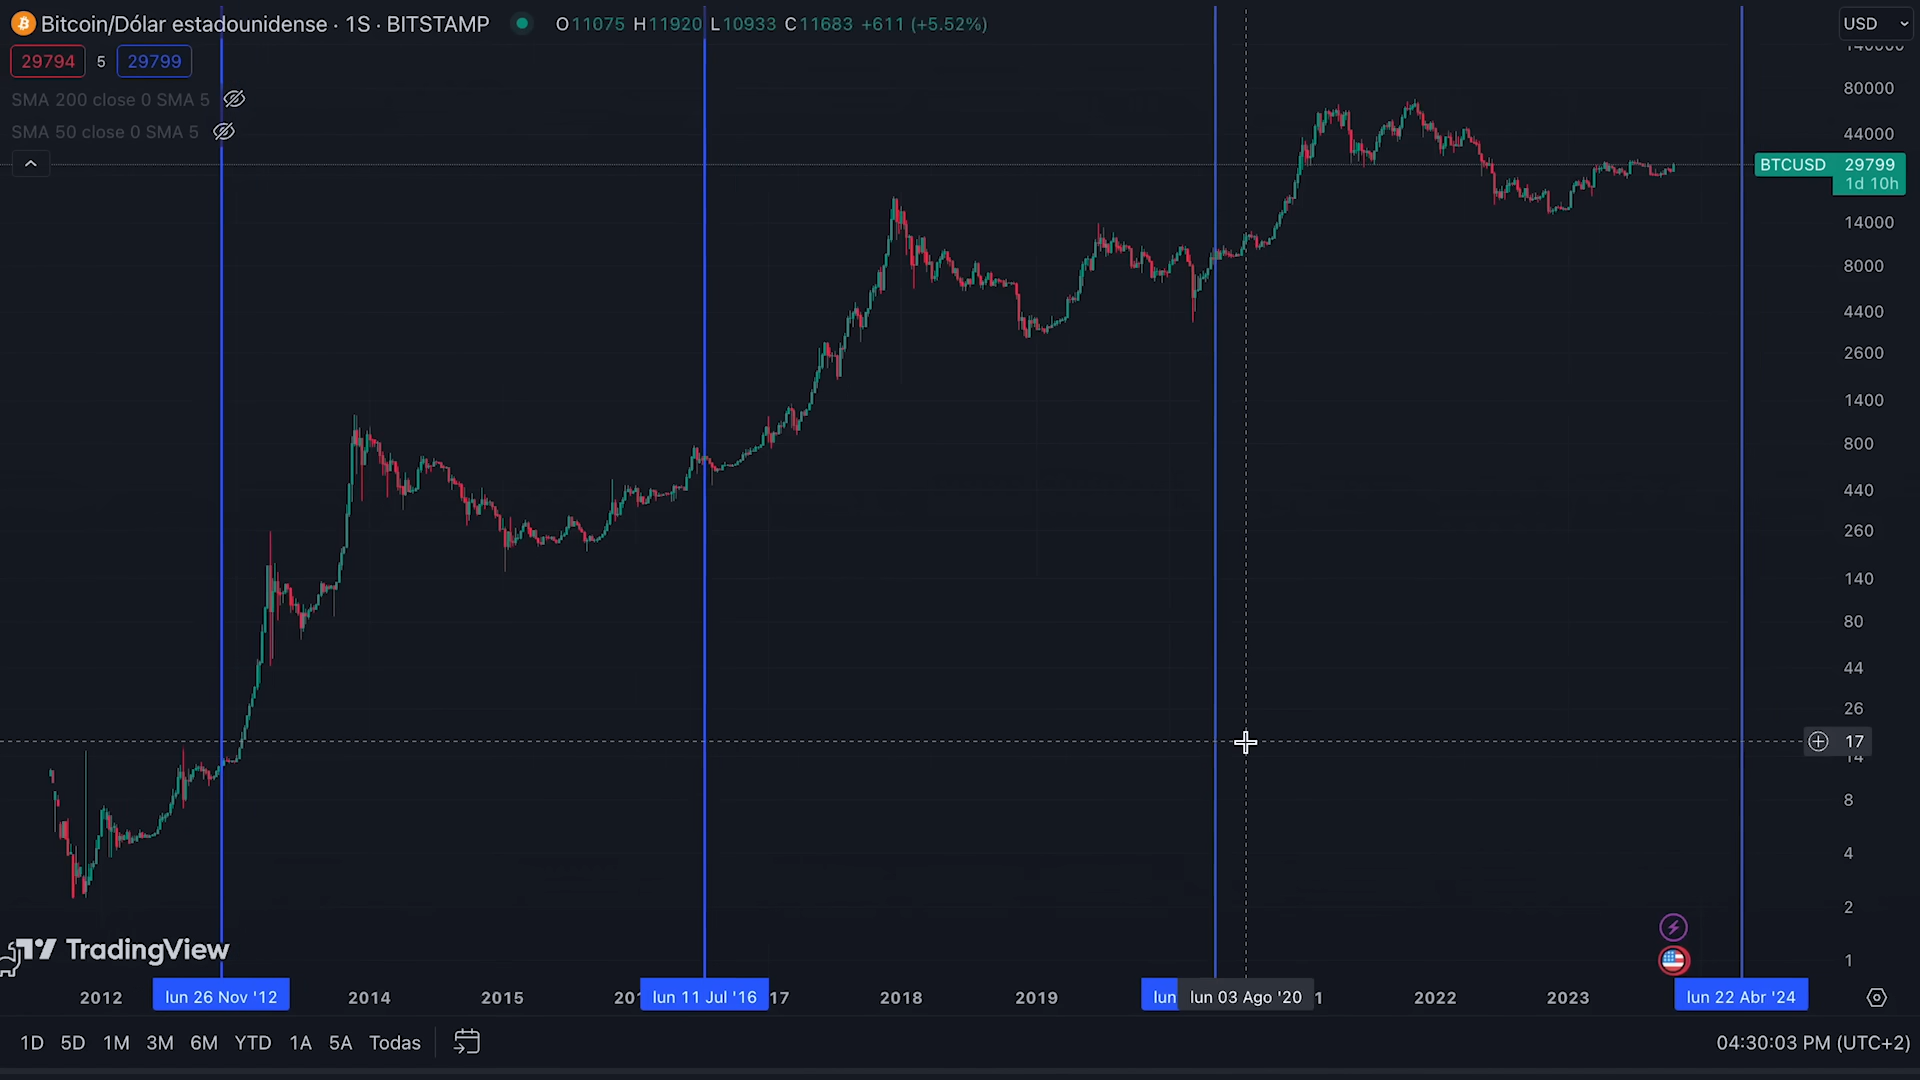 Bitcoin/Dólar estadounidense · 1S · BITSTAMP O11075 H11920 L10933 C11683 +611 (+5.52%)
USD
29794 5 29799
SMA 200 close 0 SMA 5
SMA 50 close 0 SMA 5
140000
80000
44000
BTCUSD 29799
1d 10h
14000
8000
4400
2600
1400
800
440
260
140
80
44
26
17
14
8
4
2
1
TradingView
2012 lun 26 Nov '12 2014 2015 201 lun 11 Jul '16 17 2018 2019 lun lun 03 Ago '20 1 2022 2023 lun 22 Abr '24
1D 5D 1M 3M 6M YTD 1A 5A Todas 04:30:03 PM (UTC+2)